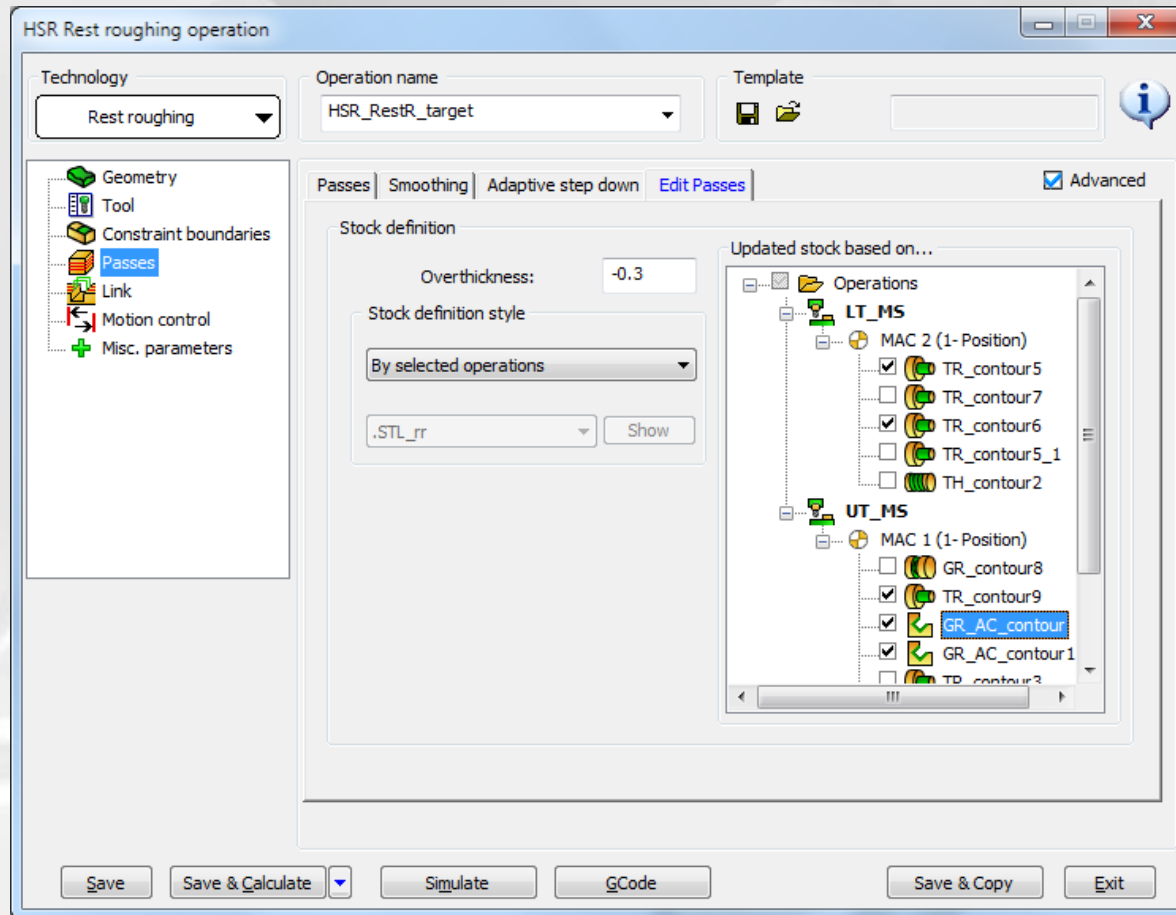 HSR Rest roughing operation
Technology
Rest roughing
Operation name
HSR_RestR_target
Template
Geometry
Tool
Constraint boundaries
Passes
Link
Motion control
Misc. parameters
Passes Smoothing Adaptive step down Edit Passes
Advanced
Stock definition
Overthickness: -0.3
Stock definition style
By selected operations
.STL_rr Show
Updated stock based on...
Operations
LT_MS
MAC 2 (1- Position)
TR_contour5
TR_contour7
TR_contour6
TR_contour5_1
TH_contour2
UT_MS
MAC 1 (1- Position)
GR_contour8
TR_contour9
GR_AC_contour
GR_AC_contour1
TR_contour3
Save Save & Calculate Simulate GCode Save & Copy Exit